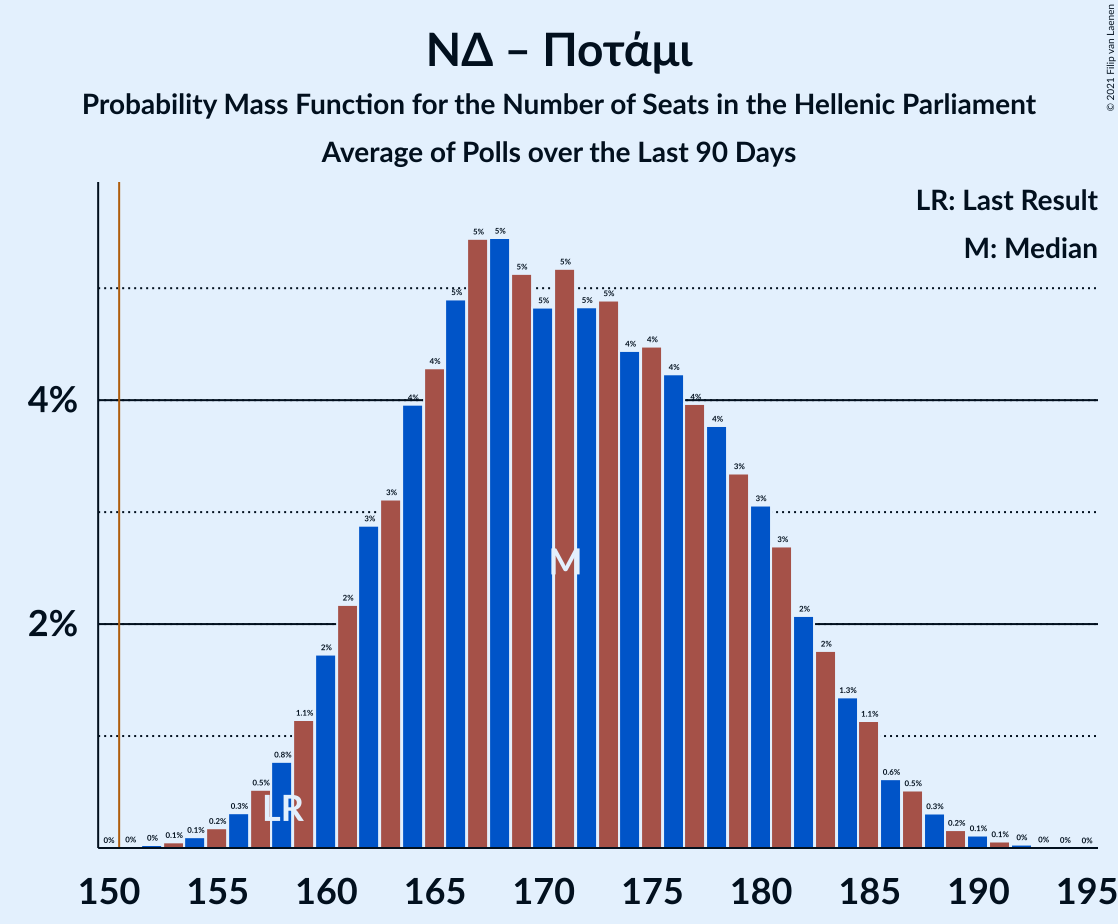 ΝΔ – Ποτάμι
Probability Mass Function for the Number of Seats in the Hellenic Parliament
Average of Polls over the Last 90 Days
© 2021 Filip van Laenen
LR: Last Result
M: Median
4%
2%
0% 0% 0% 0.1% 0.1% 0.2% 0.3% 0.5% 0.8% 1.1% 2% 2% 3% 3% 4% 4% 5% 5% 5% 5% 5% 5% 5% 5% 4% 4% 4% 4% 4% 3% 3% 3% 2% 2% 1.3% 1.1% 0.6% 0.5% 0.3% 0.2% 0.1% 0.1% 0% 0% 0% 0%
M
LR
150 155 160 165 170 175 180 185 190 195